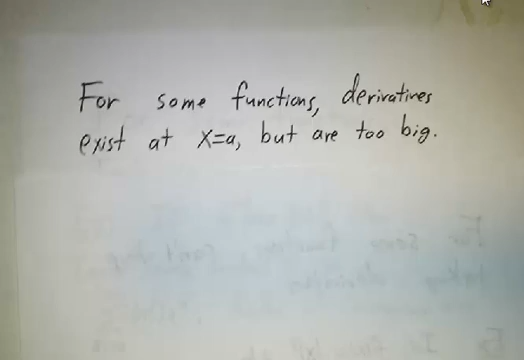 For some functions, derivatives
exist at x=a, but are too big.